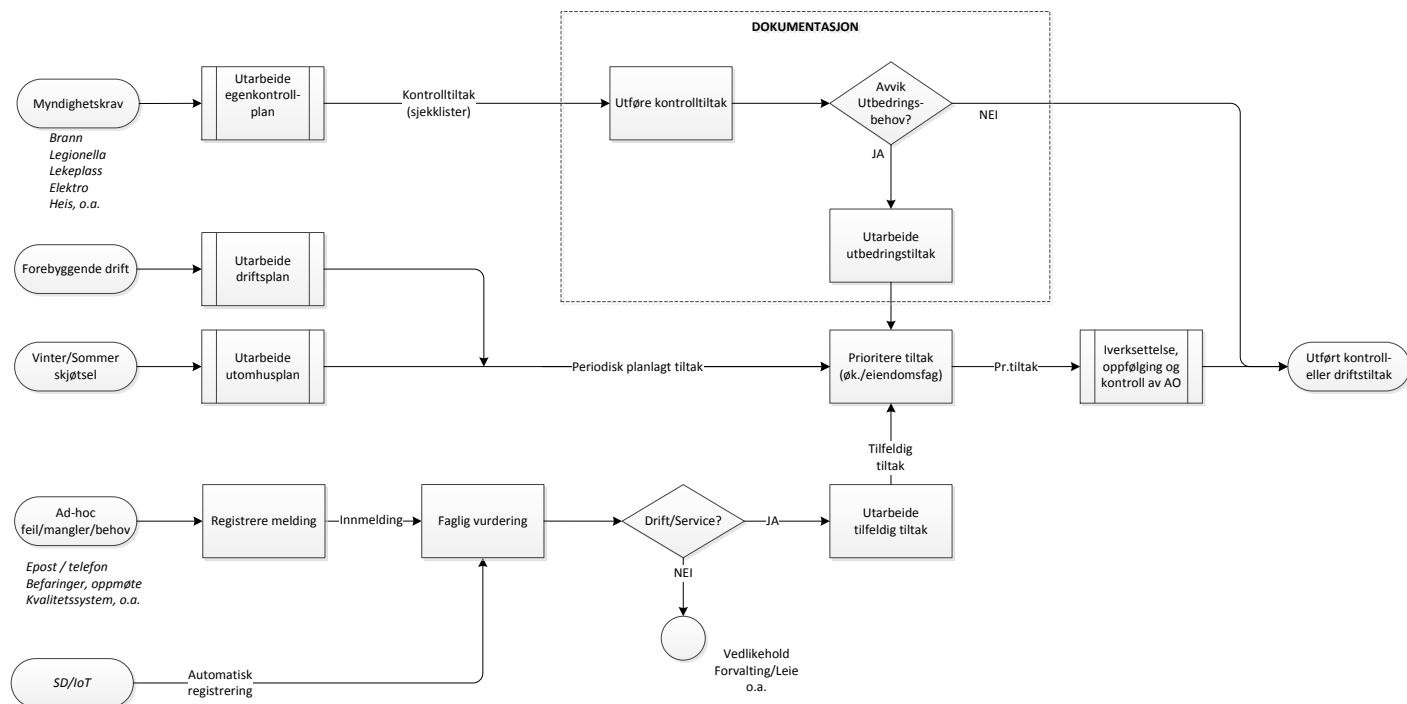 DOKUMENTASJON
Myndighetskrav
Brann
Legionella
Lekeplass
Elektro
Heis, o.a.
Utarbeide
egenkontroll-
plan
Kontrolltiltak
(sjekklister)
Utføre kontrolltiltak
Avvik
Utbedrings-
behov?
NEI
JA
Utarbeide
utbedringstiltak
Forebyggende drift
Utarbeide
driftsplan
Vinter/Sommer
skjøtsel
Utarbeide
utomhusplan
Periodisk planlagt tiltak
Prioritere tiltak
(øk./eiendomsfag)
Pr.tiltak
Iverksettelse,
oppfølging og
kontroll av AO
Utført kontroll-
eller driftstiltak
Tilfeldig
tiltak
Ad-hoc
feil/mangler/behov
Epost / telefon
Befaringer, oppmøte
Kvalitetssystem, o.a.
Registrere melding
Innmelding
Faglig vurdering
Drift/Service?
JA
Utarbeide
tilfeldig tiltak
NEI
Vedlikehold
Forvalting/Leie
o.a.
SD/IoT
Automatisk
registrering